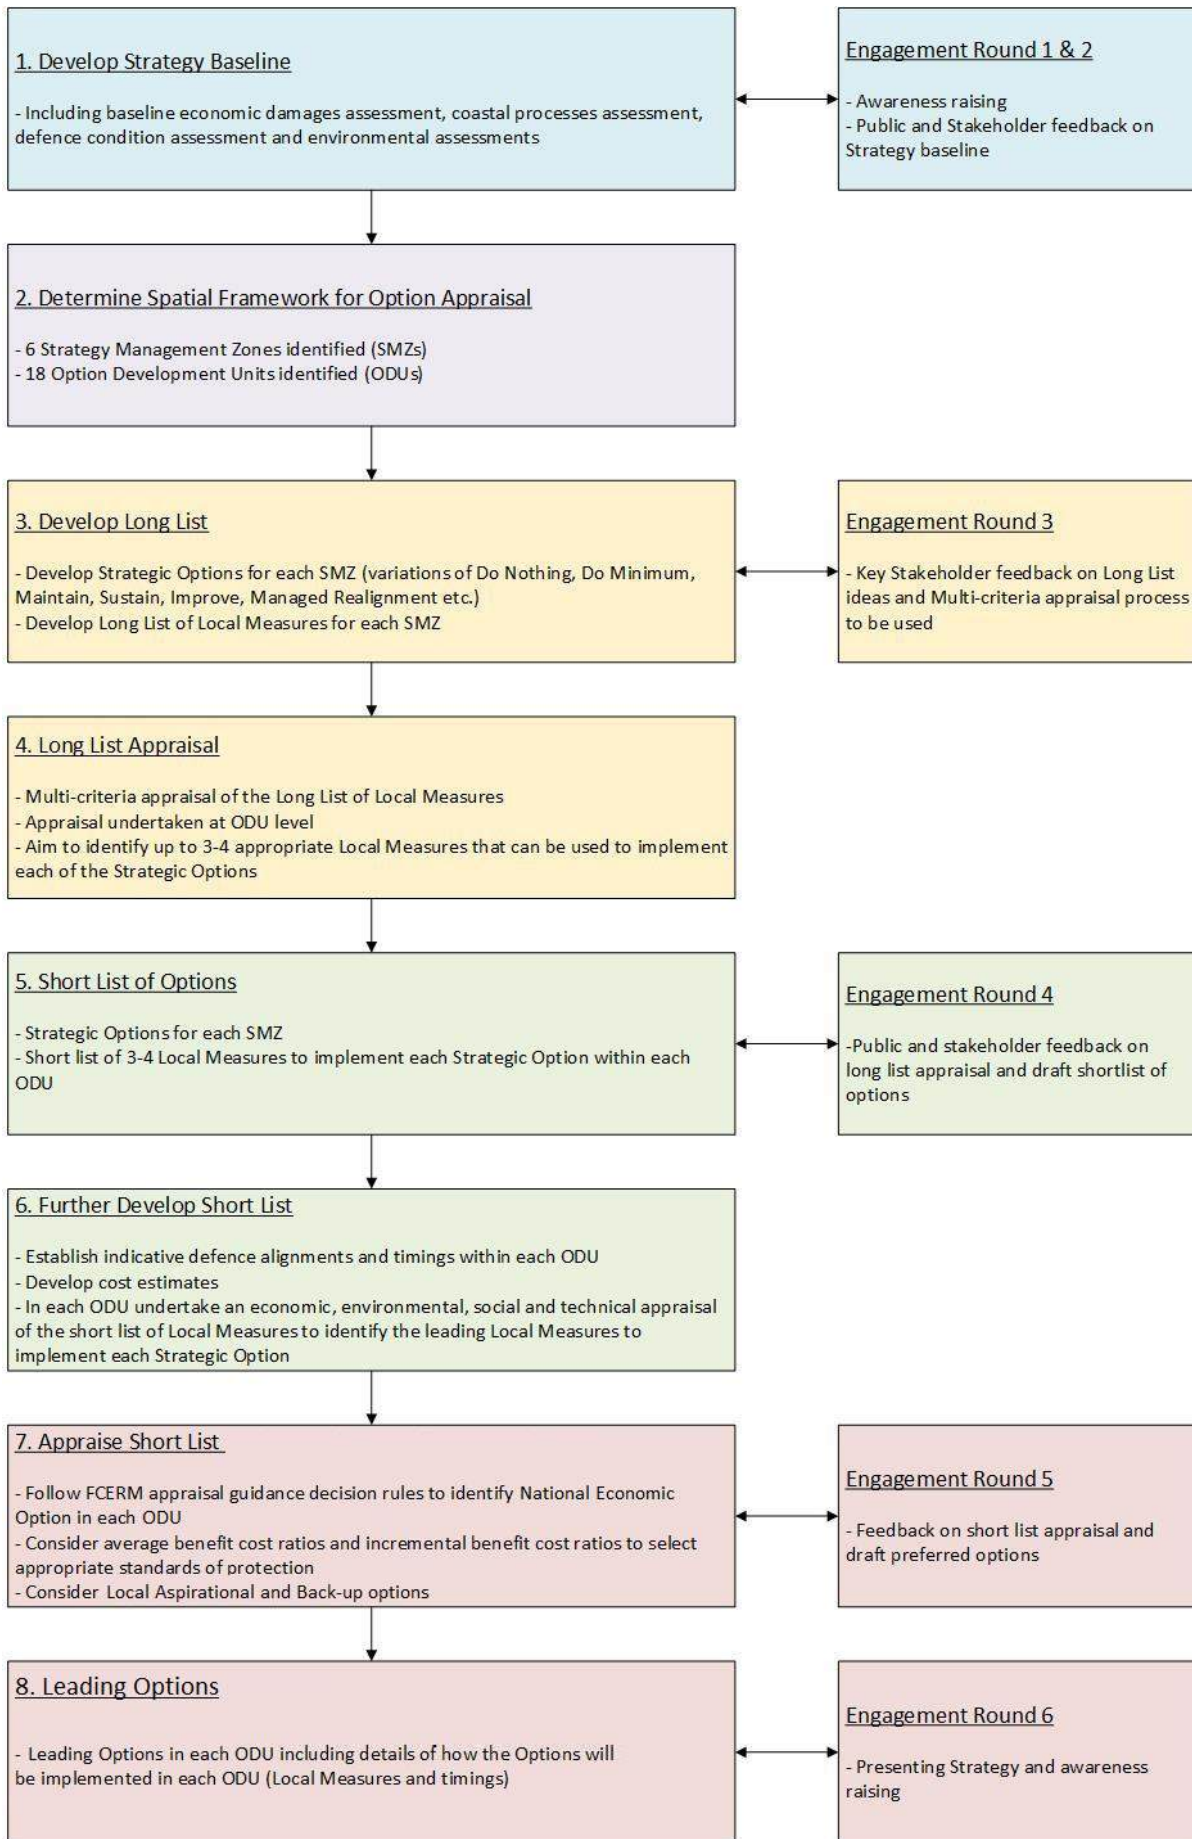 1. Develop Strategy Baseline
- Including baseline economic damages assessment, coastal processes assessment,
defence condition assessment and environmental assessments
Engagement Round 1 & 2
- Awareness raising
- Public and Stakeholder feedback on
Strategy baseline
2. Determine Spatial Framework for Option Appraisal
- 6 Strategy Management Zones identified (SMZs)
- 18 Option Development Units identified (ODUs)
3. Develop Long List
- Develop Strategic Options for each SMZ (variations of Do Nothing, Do Minimum,
Maintain, Sustain, Improve, Managed Realignment etc.)
- Develop Long List of Local Measures for each SMZ
Engagement Round 3
- Key Stakeholder feedback on Long List
ideas and Multi-criteria appraisal process
to be used
4. Long List Appraisal
- Multi-criteria appraisal of the Long List of Local Measures
- Appraisal undertaken at ODU level
- Aim to identify up to 3-4 appropriate Local Measures that can be used to implement
each of the Strategic Options
5. Short List of Options
- Strategic Options for each SMZ
- Short list of 3-4 Local Measures to implement each Strategic Option within each
ODU
Engagement Round 4
-Public and stakeholder feedback on
long list appraisal and draft shortlist of
options
6. Further Develop Short List
- Establish indicative defence alignments and timings within each ODU
- Develop cost estimates
- In each ODU undertake an economic, environmental, social and technical appraisal
of the short list of Local Measures to identify the leading Local Measures to
implement each Strategic Option
7. Appraise Short List
- Follow FCERM appraisal guidance decision rules to identify National Economic
Option in each ODU
- Consider average benefit cost ratios and incremental benefit cost ratios to select
appropriate standards of protection
- Consider Local Aspirational and Back-up options
Engagement Round 5
- Feedback on short list appraisal and
draft preferred options
8. Leading Options
- Leading Options in each ODU including details of how the Options will
be implemented in each ODU (Local Measures and timings)
Engagement Round 6
- Presenting Strategy and awareness
raising